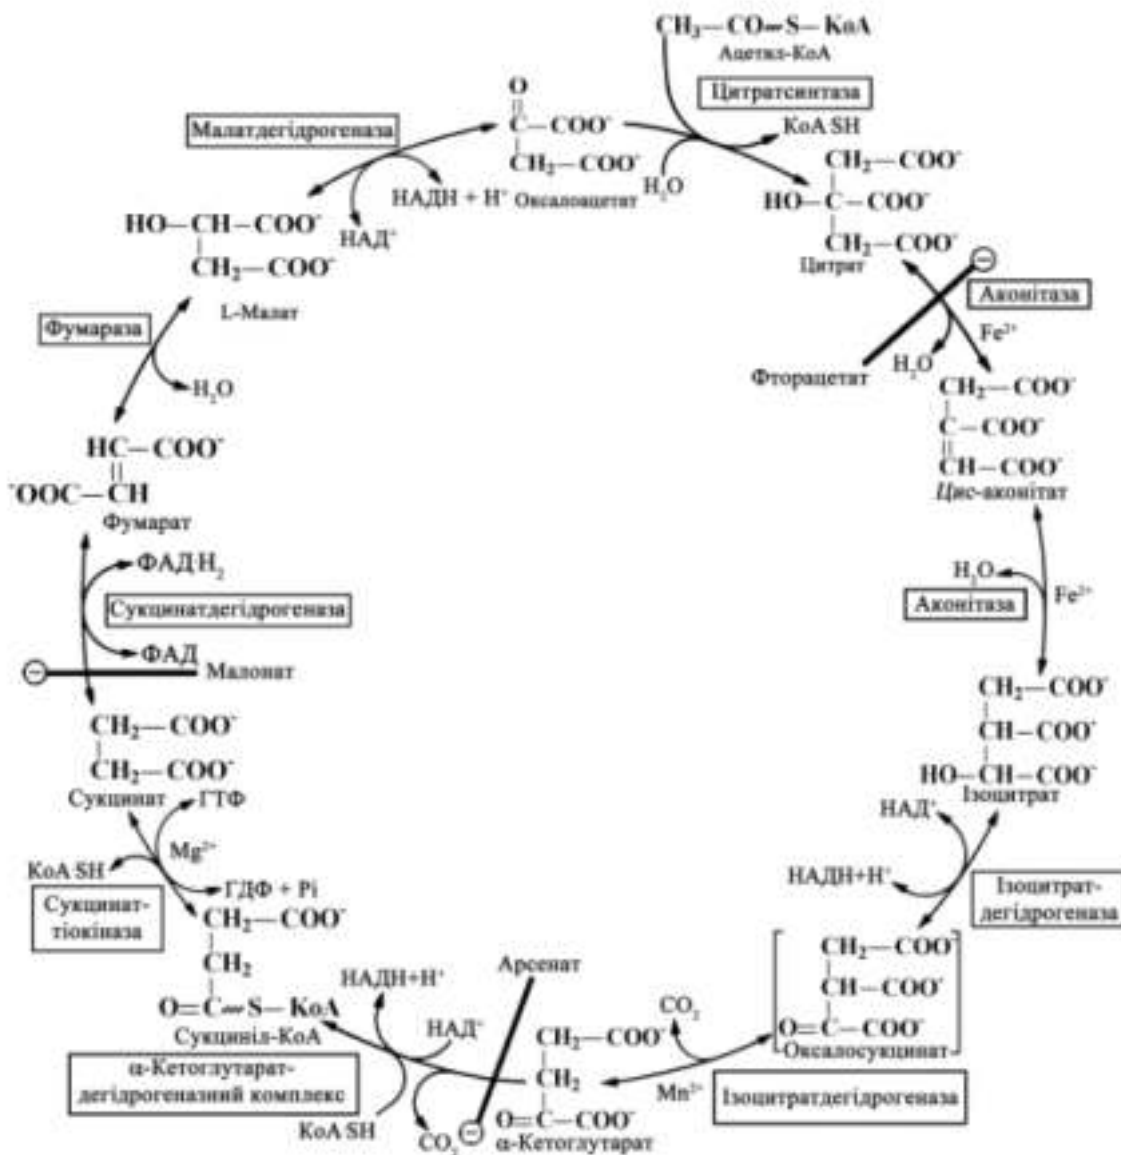 CH₃—CO∾S—KoA
Ацетил-КоА
Цитратсинтаза
KoA SH
Малатдегідрогеназа
O
C—COO⁻
CH₂—COO⁻
Оксалоацетат
H₂O
НАДН + H⁺
НАД⁺
CH₂—COO⁻
HO—C—COO⁻
CH₂—COO⁻
Цитрат
HO—CH—COO⁻
CH₂—COO⁻
L-Малат
Аконітаза
Fe²⁺
H₂O
Фторацетат
Фумараза
H₂O
CH₂—COO⁻
C—COO⁻
CH—COO⁻
Цис-аконітат
HC—COO⁻
⁻OOC—CH
Фумарат
H₂O
Аконітаза
Fe²⁺
ФАД H₂
Сукцинатдегідрогеназа
ФАД
Малонат
CH₂—COO⁻
CH—COO⁻
HO—CH—COO⁻
Ізоцитрат
CH₂—COO⁻
CH₂—COO⁻
Сукцинат
ГТФ
Mg²⁺
KoA SH
ГДФ + Pi
Сукцинат-
тіокіназа
НАД⁺
НАДН+H⁺
Ізоцитрат-
дегідрогеназа
CH₂—COO⁻
CH₂
O=C∾S—KoA
Сукциніл-КоА
CH₂—COO⁻
CH—COO⁻
O=C—COO⁻
Оксалосукцинат
CO₂
Mn²⁺
Ізоцитратдегідрогеназа
Арсенат
НАДН+H⁺
НАД⁺
α-Кетоглутарат-
дегідрогеназний комплекс
KoA SH
CO₂
CH₂—COO⁻
CH₂
O=C—COO⁻
α-Кетоглутарат